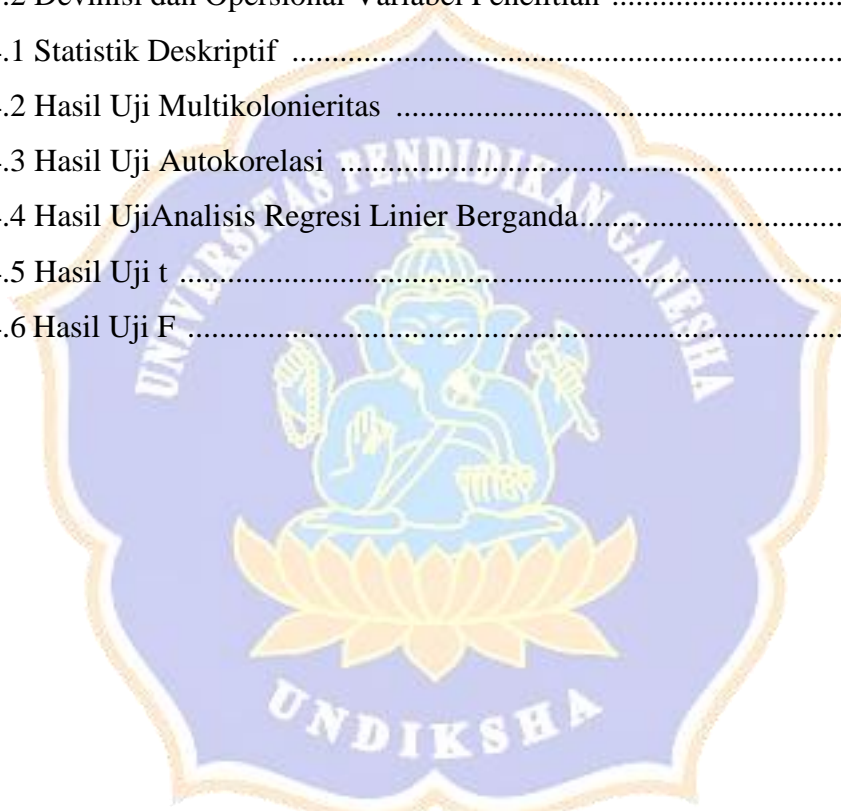 .2 Devinisi dan Opersional Variabel Penelitian ..............................
.1 Statistik Deskriptif .......................................................................
.2 Hasil Uji Multikolonieritas ..........................................................
.3 Hasil Uji Autokorelasi .................................................................
.4 Hasil UjiAnalisis Regresi Linier Berganda..................................
.5 Hasil Uji t .....................................................................................
.6 Hasil Uji F ....................................................................................
UNIVERSITAS PENDIDIKAN GANESHA
UNDIKSHA